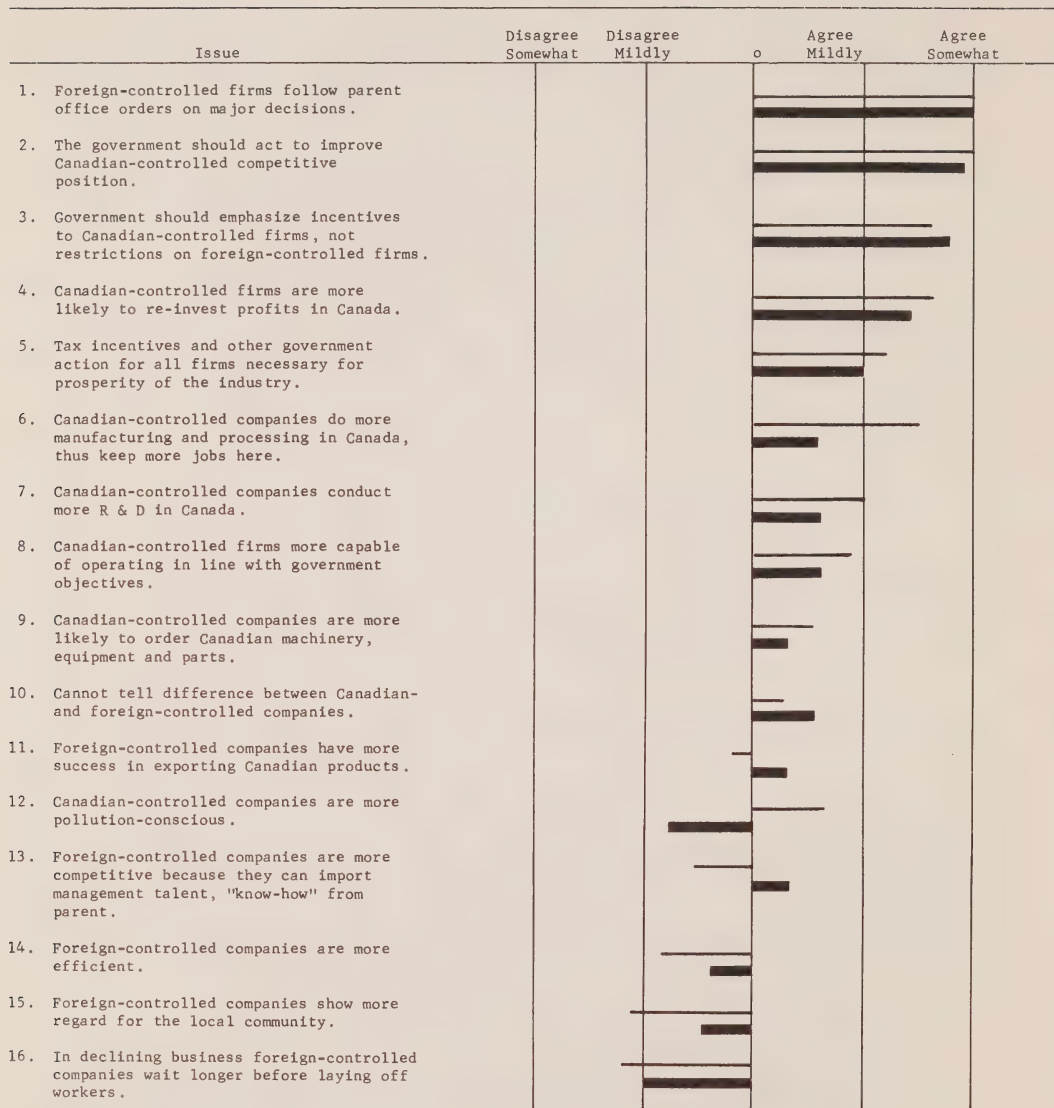 Issue Disagree Somewhat Disagree Mildly o Agree Mildly Agree Somewhat
1. Foreign-controlled firms follow parent
office orders on major decisions.
2. The government should act to improve
Canadian-controlled competitive
position.
3. Government should emphasize incentives
to Canadian-controlled firms, not
restrictions on foreign-controlled firms.
4. Canadian-controlled firms are more
likely to re-invest profits in Canada.
5. Tax incentives and other government
action for all firms necessary for
prosperity of the industry.
6. Canadian-controlled companies do more
manufacturing and processing in Canada,
thus keep more jobs here.
7. Canadian-controlled companies conduct
more R & D in Canada.
8. Canadian-controlled firms more capable
of operating in line with government
objectives.
9. Canadian-controlled companies are more
likely to order Canadian machinery,
equipment and parts.
10. Cannot tell difference between Canadian-
and foreign-controlled companies.
11. Foreign-controlled companies have more
success in exporting Canadian products.
12. Canadian-controlled companies are more
pollution-conscious.
13. Foreign-controlled companies are more
competitive because they can import
management talent, "know-how" from
parent.
14. Foreign-controlled companies are more
efficient.
15. Foreign-controlled companies show more
regard for the local community.
16. In declining business foreign-controlled
companies wait longer before laying off
workers.